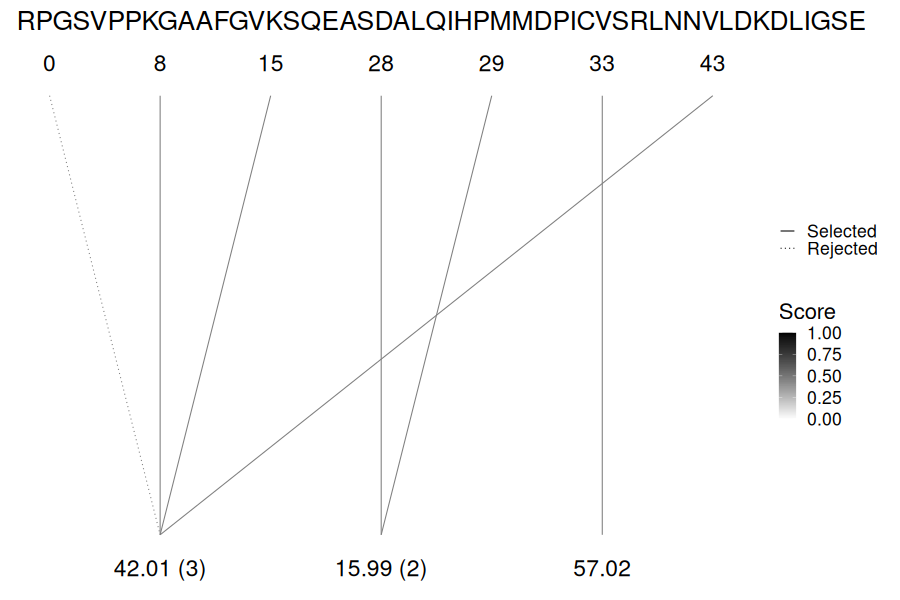 RPGSVPPKGAAFGVKSQEASDALQIHPMMDPICVSRLNNVLDKDLIGSE
0 8 15 28 29 33 43
Selected
Rejected
Score
1.00
0.75
0.50
0.25
0.00
42.01 (3) 15.99 (2) 57.02